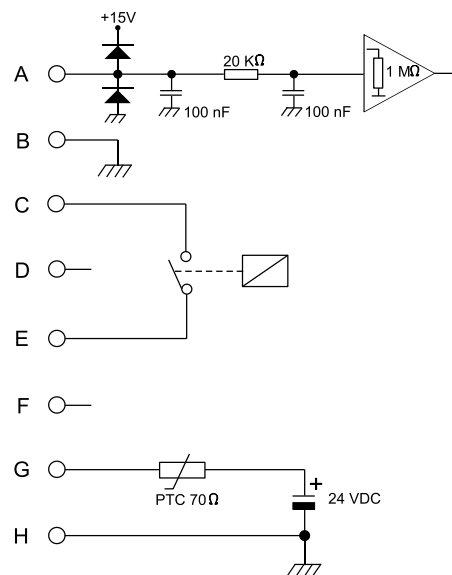 +15V
A
20 KΩ
1 MΩ
100 nF
100 nF
B
C
D
E
F
G
+
PTC 70Ω
24 VDC
H